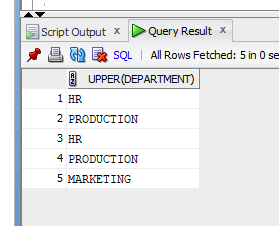 Script Output x Query Result x
SQL | All Rows Fetched: 5 in 0 se
UPPER(DEPARTMENT)
1 HR
2 PRODUCTION
3 HR
4 PRODUCTION
5 MARKETING